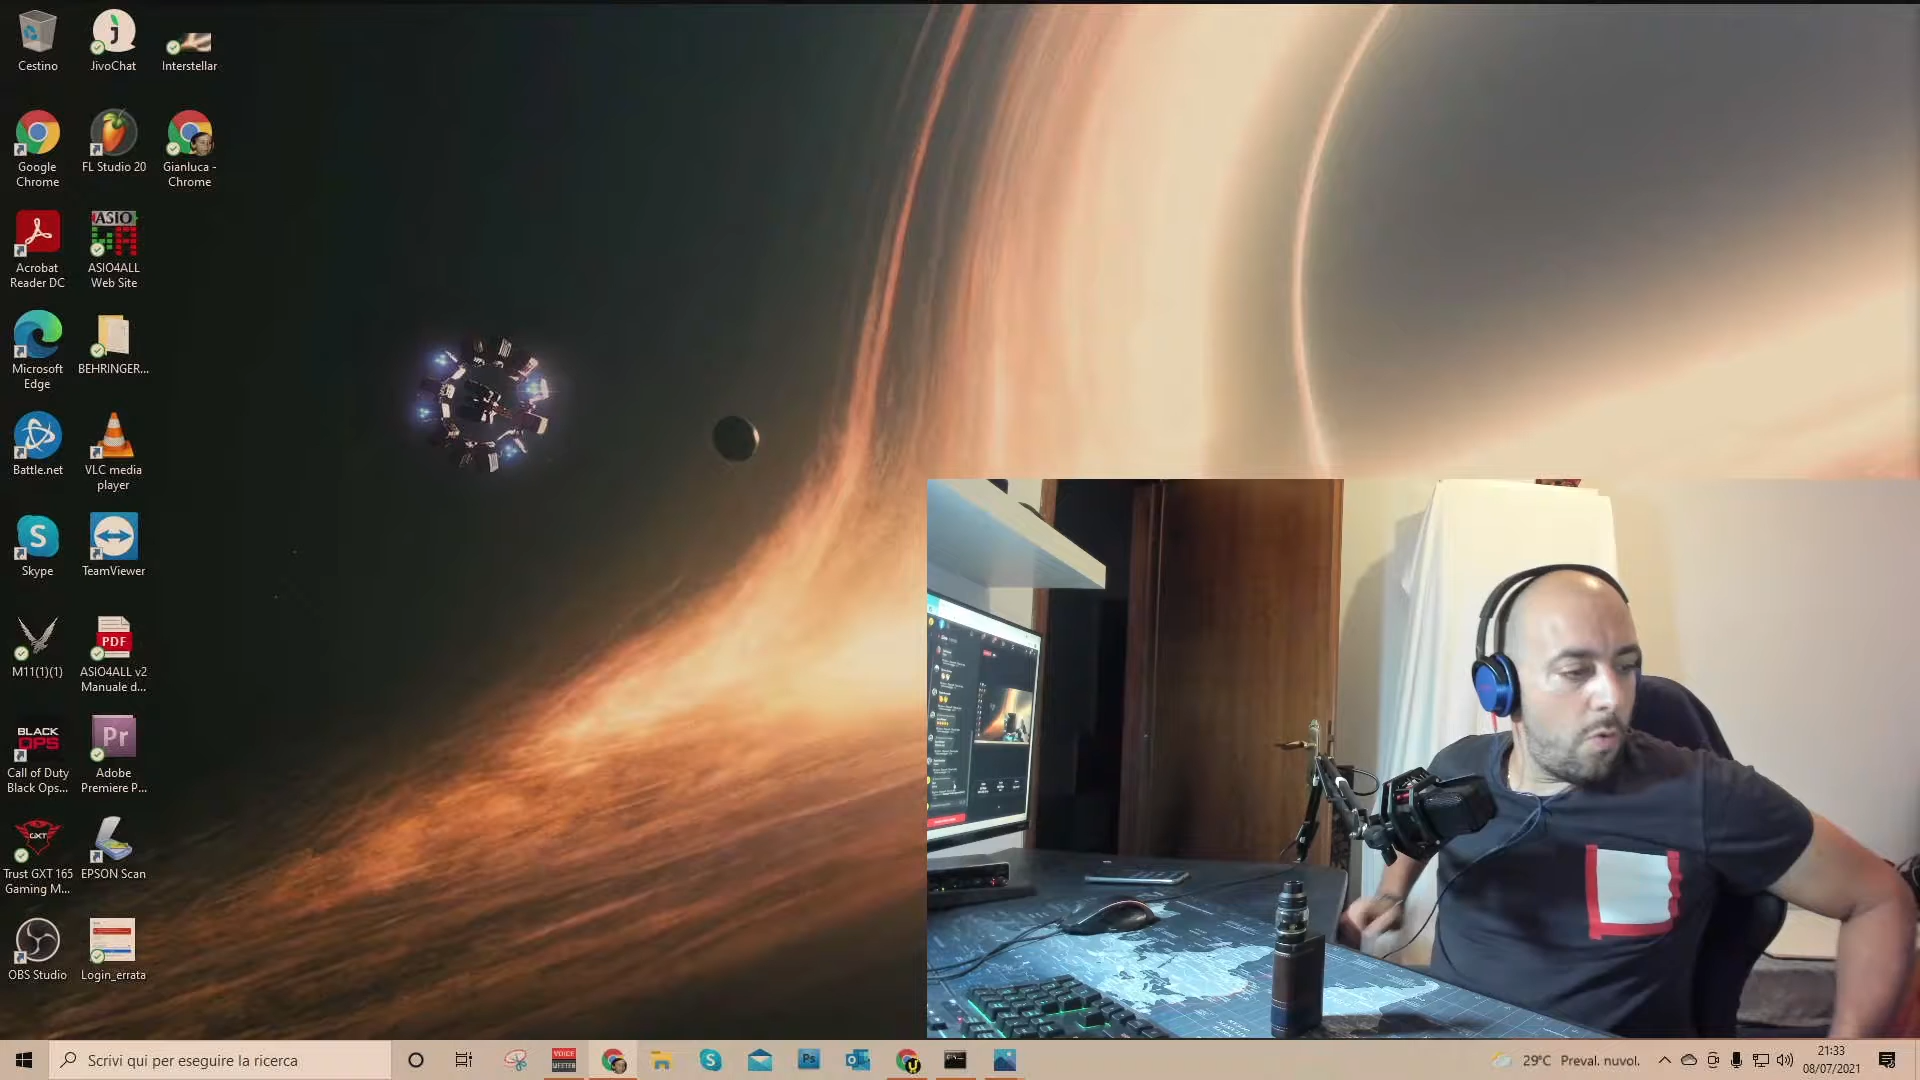 Cestino
JivoChat
Interstellar
Google
Chrome
FL Studio 20
Gianluca -
Chrome
Acrobat
Reader DC
ASIO
ASIO4ALL
Web Site
Microsoft
Edge
BEHRINGER...
Battle.net
VLC media
player
Skype
TeamViewer
M11(1)(1)
PDF
ASIO4ALL v2
Manuale d...
BLACK
OPS
Call of Duty
Black Ops...
Pr
Adobe
Premiere P...
GXT
Trust GXT 165
Gaming M...
EPSON Scan
OBS Studio
Login_errata
Scrivi qui per eseguire la ricerca
VOICE
Ps
29°C Preval. nuvol.
21:33
08/07/2021